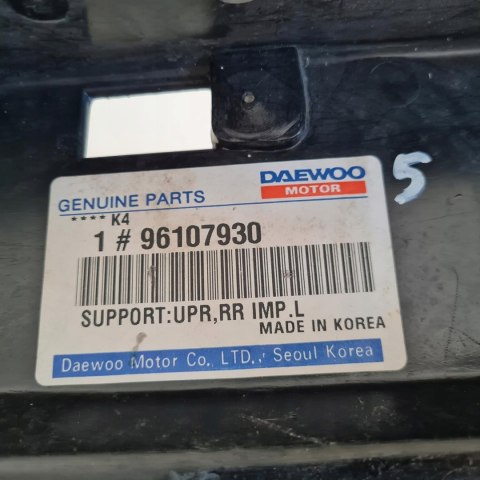 DAEWOO
MOTOR
GENUINE PARTS
**** K4
1 # 96107930
SUPPORT:UPR,RR IMP.L
MADE IN KOREA
Daewoo Motor Co. LTD., Seoul Korea
5